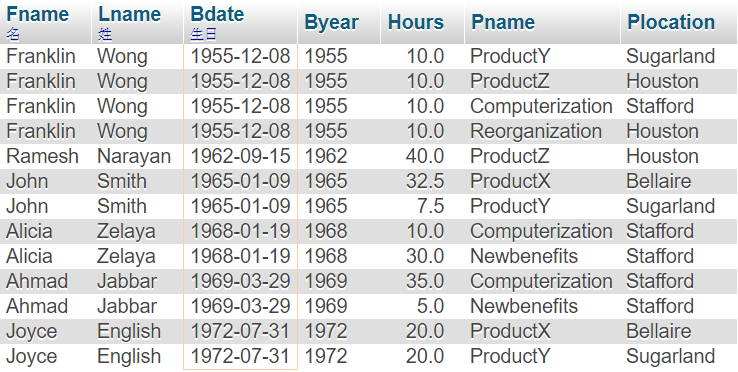 Fname Lname Bdate Byear Hours Pname Plocation
名 姓 生日
Franklin Wong 1955-12-08 1955 10.0 ProductY Sugarland
Franklin Wong 1955-12-08 1955 10.0 ProductZ Houston
Franklin Wong 1955-12-08 1955 10.0 Computerization Stafford
Franklin Wong 1955-12-08 1955 10.0 Reorganization Houston
Ramesh Narayan 1962-09-15 1962 40.0 ProductZ Houston
John Smith 1965-01-09 1965 32.5 ProductX Bellaire
John Smith 1965-01-09 1965 7.5 ProductY Sugarland
Alicia Zelaya 1968-01-19 1968 10.0 Computerization Stafford
Alicia Zelaya 1968-01-19 1968 30.0 Newbenefits Stafford
Ahmad Jabbar 1969-03-29 1969 35.0 Computerization Stafford
Ahmad Jabbar 1969-03-29 1969 5.0 Newbenefits Stafford
Joyce English 1972-07-31 1972 20.0 ProductX Bellaire
Joyce English 1972-07-31 1972 20.0 ProductY Sugarland